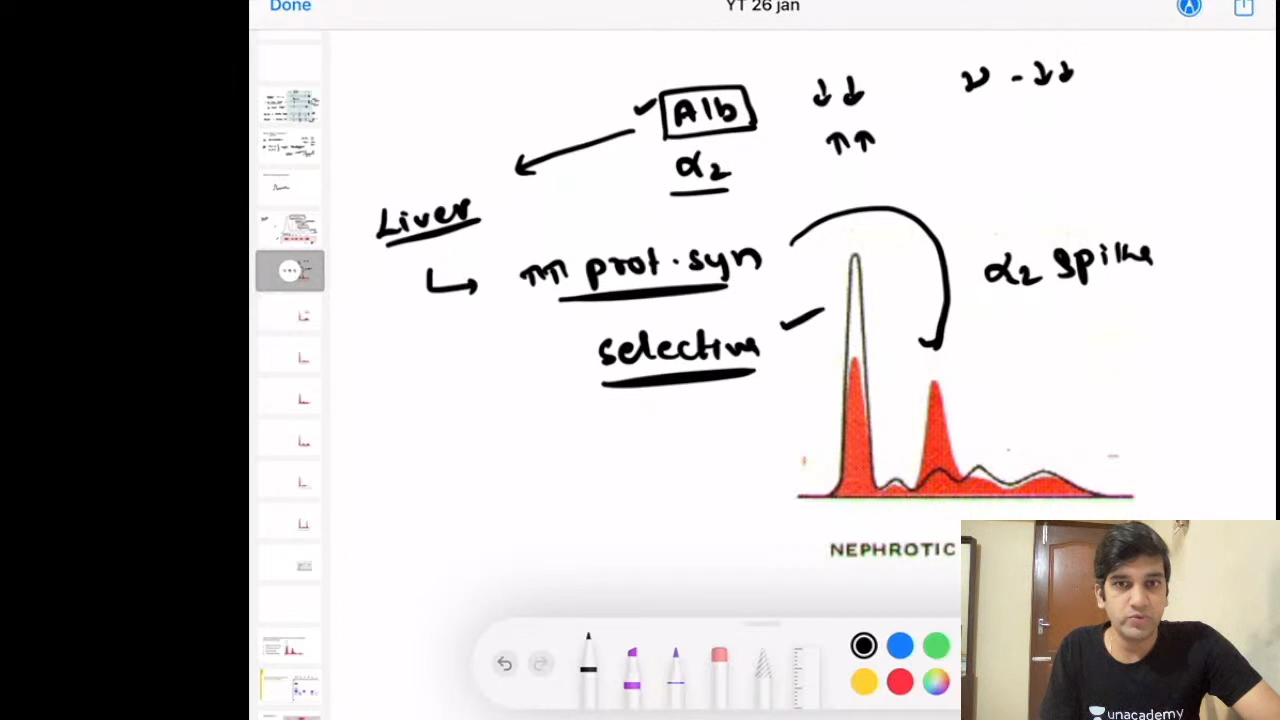 Done
YT 26 jan
Alb ↓↓ ν - ↓↓
α2 ↑↑
Liver
↑↑ prot. syn
α2 Spike
selective
NEPHROTIC
unacademy